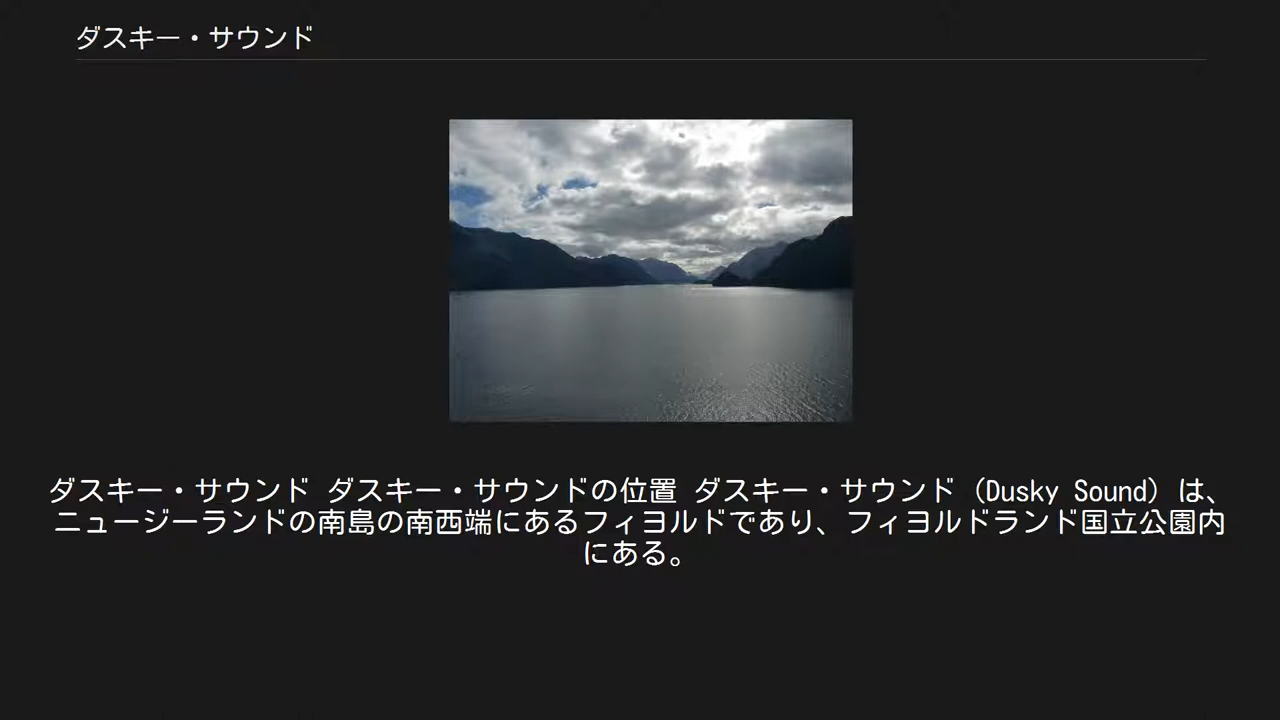 ダスキー・サウンド
ダスキー・サウンド ダスキー・サウンドの位置 ダスキー・サウンド（Dusky Sound）は、
ニュージーランドの南島の南西端にあるフィヨルドであり、フィヨルドランド国立公園内
にある。